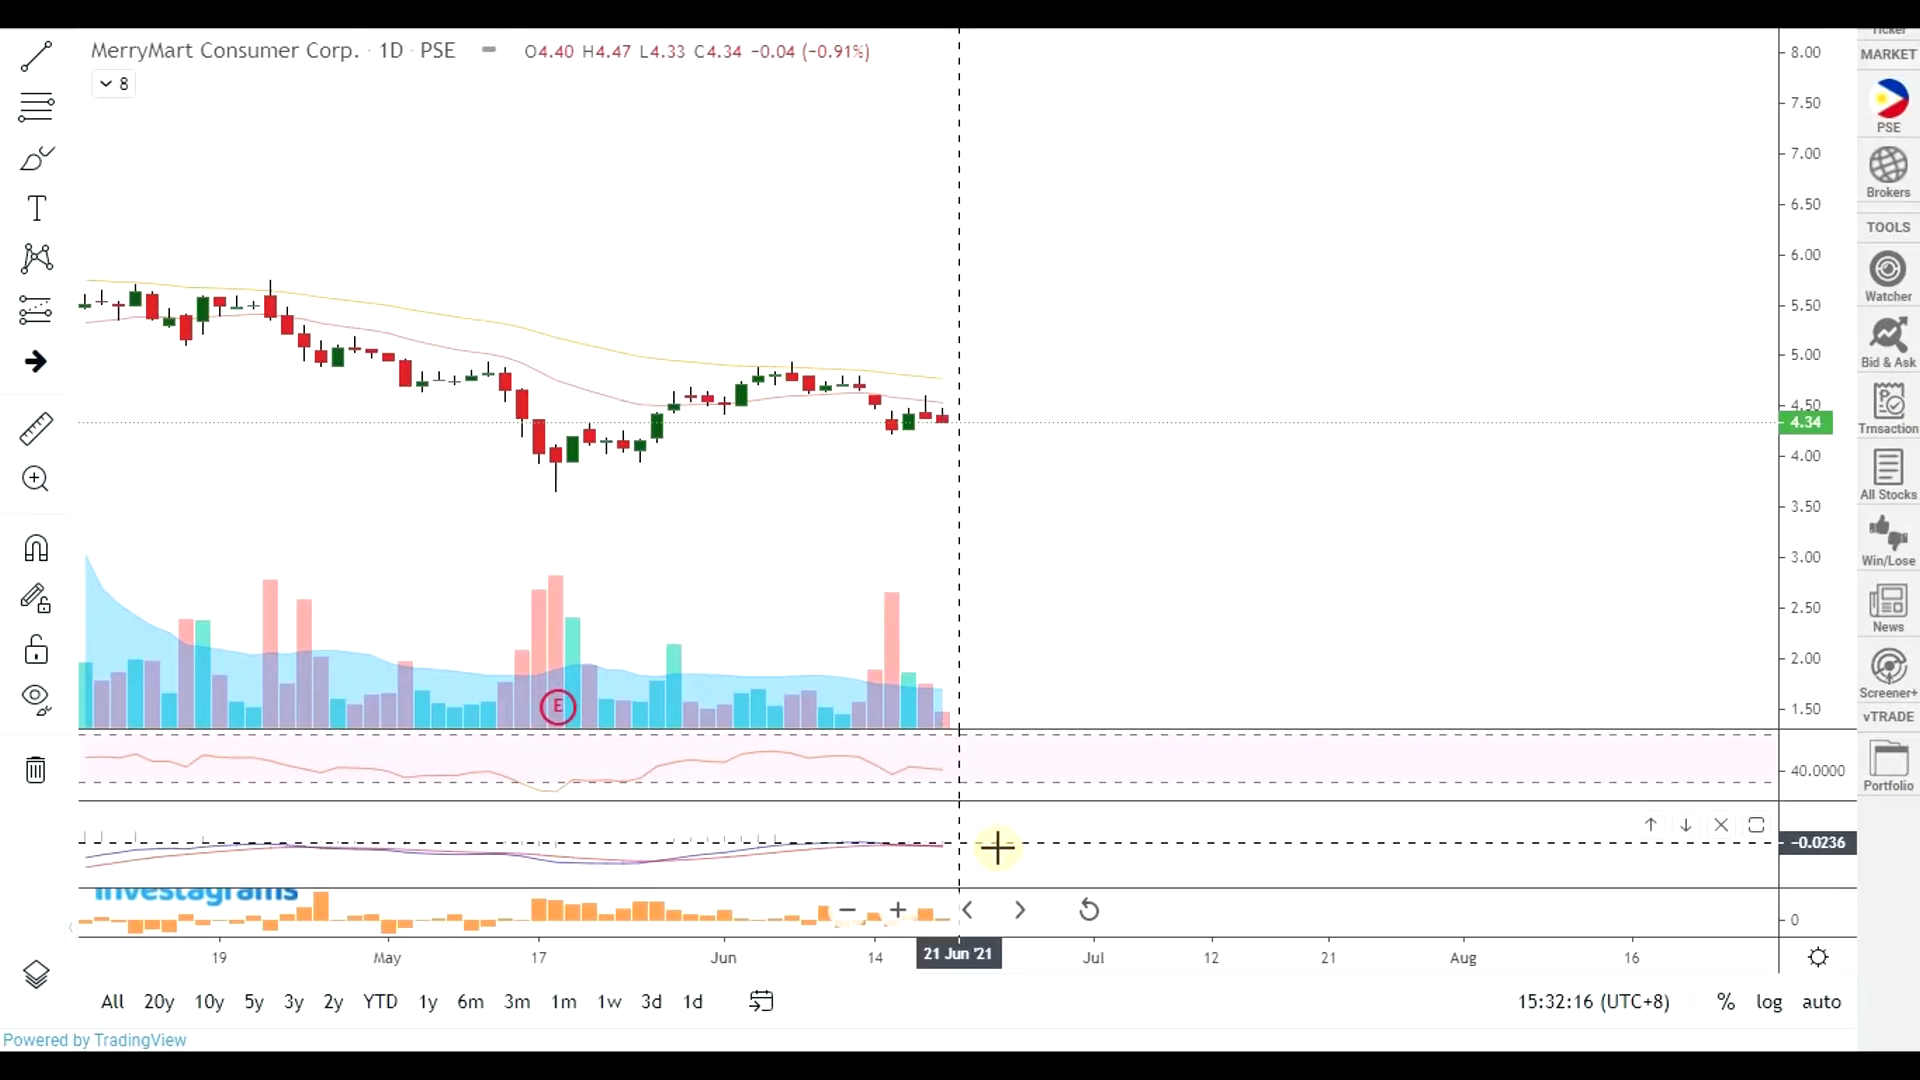 MerryMart Consumer Corp. · 1D · PSE
O4.40 H4.47 L4.33 C4.34 −0.04 (−0.91%)
8
8.00
7.50
7.00
6.50
6.00
5.50
5.00
4.50
4.34
4.00
3.50
3.00
2.50
2.00
1.50
40.0000
−0.0236
0
E
Investagrams
19
May
17
Jun
14
21 Jun '21
Jul
12
21
Aug
16
All 20y 10y 5y 3y 2y YTD 1y 6m 3m 1m 1w 3d 1d
15:32:16 (UTC+8)
% log auto
Powered by TradingView
Ticker
MARKET
PSE
Brokers
TOOLS
Watcher
Bid & Ask
Trnsaction
All Stocks
Win/Lose
News
Screener+
vTRADE
Portfolio